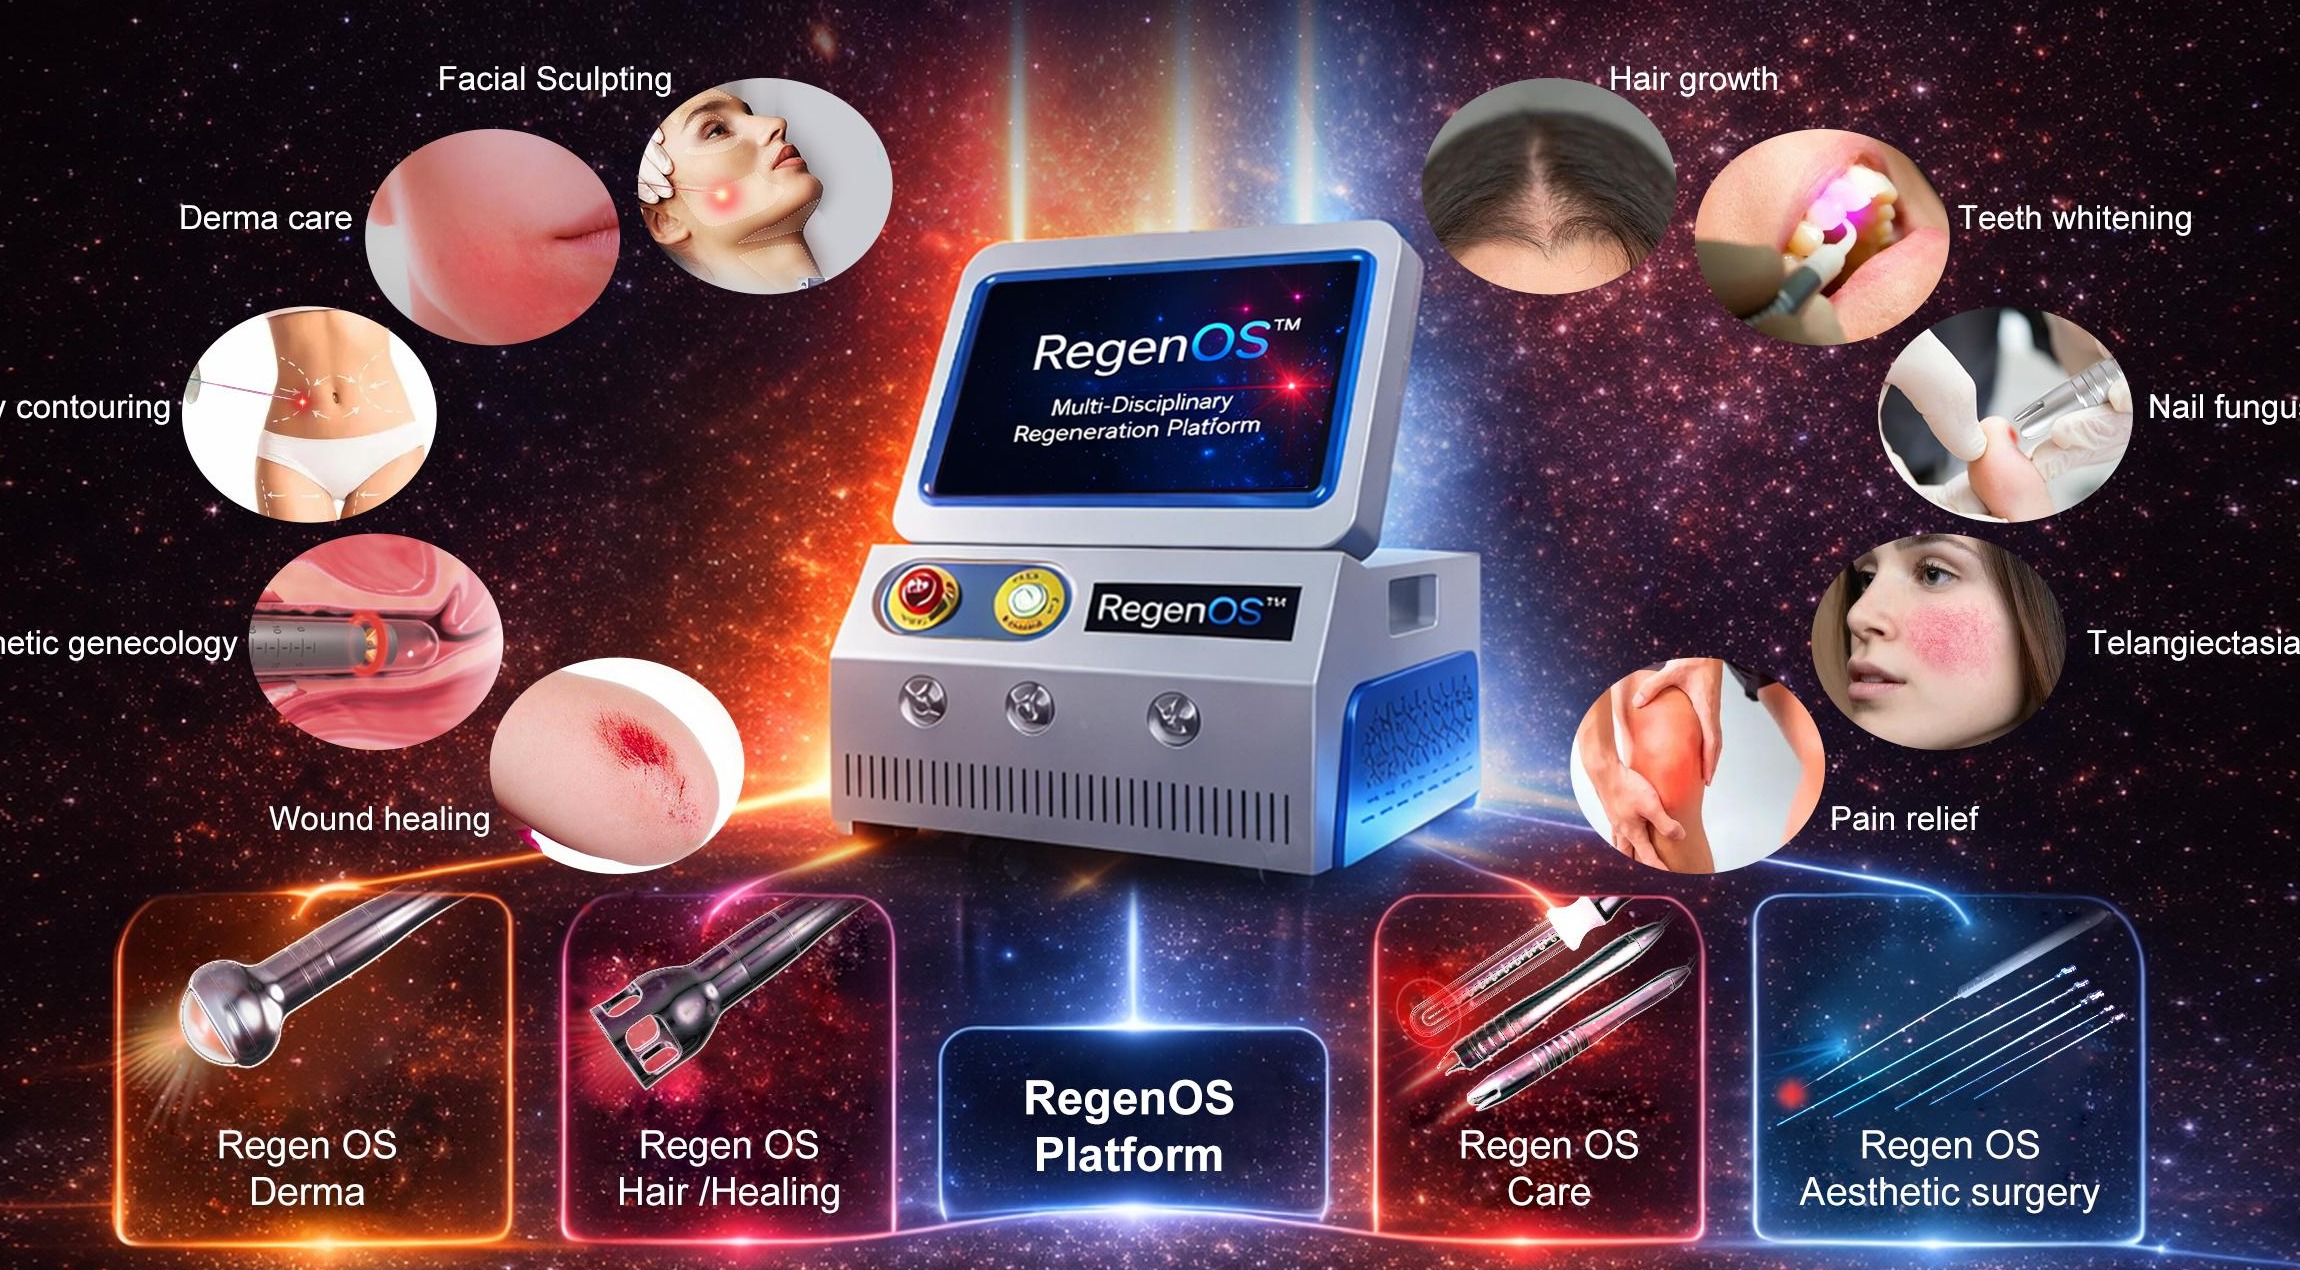 Facial Sculpting
Hair growth
Derma care
Teeth whitening
RegenOS™
Multi-Disciplinary
Regeneration Platform
y contouring
Nail fungus
netic genecology
RegenOS™
Telangiectasia
Wound healing
Pain relief
Regen OS
Derma
Regen OS
Hair /Healing
RegenOS
Platform
Regen OS
Care
Regen OS
Aesthetic surgery